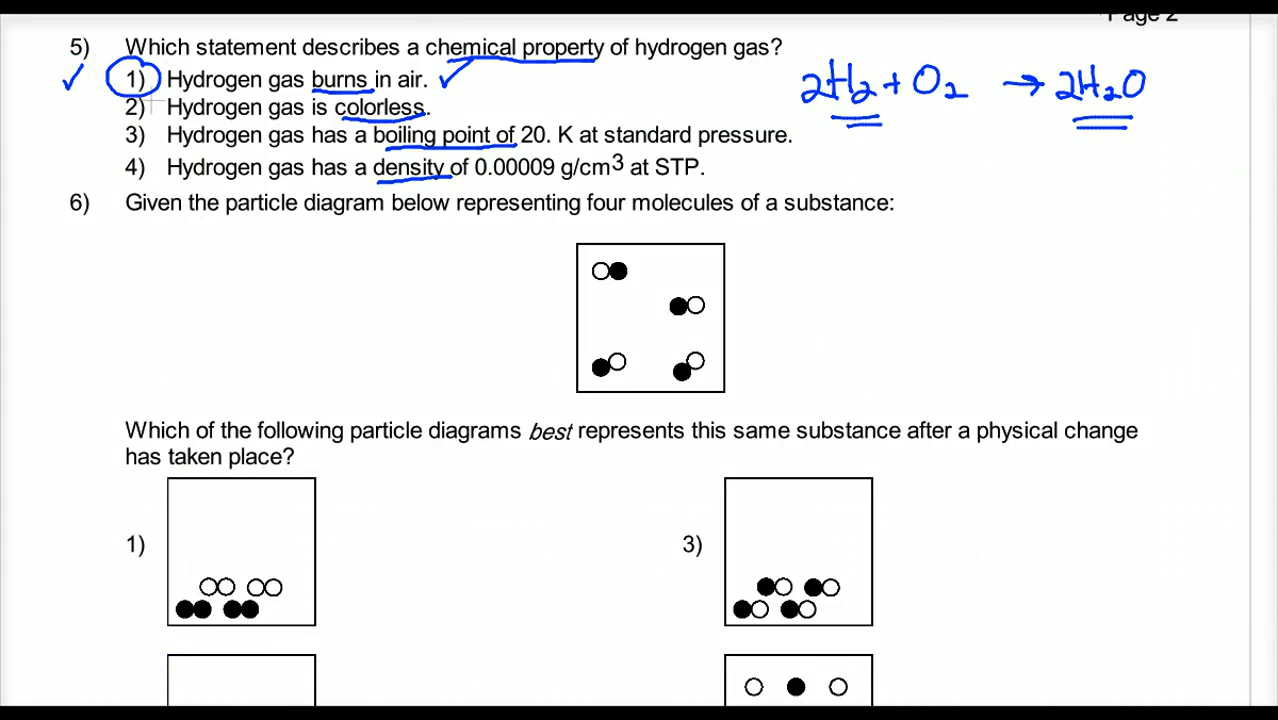 Page 2
5) Which statement describes a chemical property of hydrogen gas?
1) Hydrogen gas burns in air.
2H₂ + O₂ → 2H₂O
2) Hydrogen gas is colorless.
3) Hydrogen gas has a boiling point of 20. K at standard pressure.
4) Hydrogen gas has a density of 0.00009 g/cm³ at STP.
6) Given the particle diagram below representing four molecules of a substance:
Which of the following particle diagrams best represents this same substance after a physical change
has taken place?
1)
3)